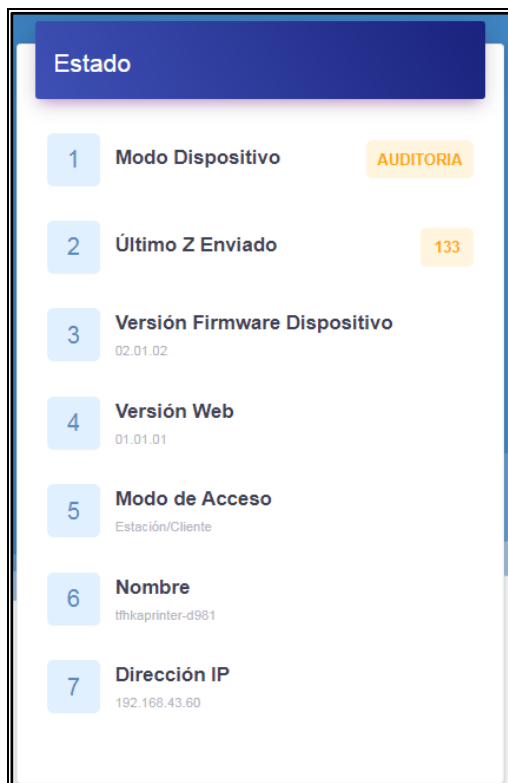 Estado
1 Modo Dispositivo AUDITORIA
2 Último Z Enviado 133
3 Versión Firmware Dispositivo
02.01.02
4 Versión Web
01.01.01
5 Modo de Acceso
Estación/Cliente
6 Nombre
tfhkaprinter-d981
7 Dirección IP
192.168.43.60